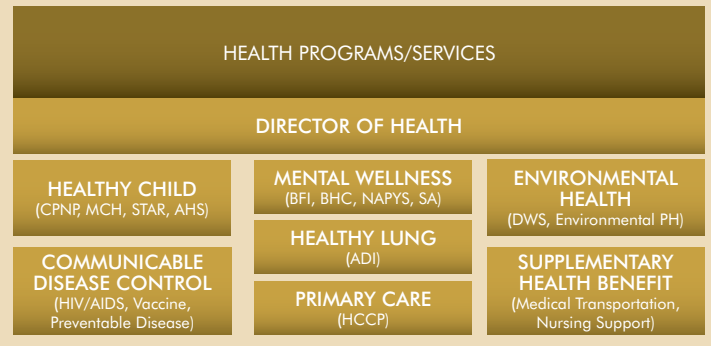 HEALTH PROGRAMS/SERVICES
DIRECTOR OF HEALTH
HEALTHY CHILD
(CPNP, MCH, STAR, AHS)
COMMUNICABLE
DISEASE CONTROL
(HIV/AIDS, Vaccine,
Preventable Disease)
MENTAL WELLNESS
(BFI, BHC, NAPYS, SA)
HEALTHY LUNG
(ADI)
PRIMARY CARE
(HCCP)
ENVIRONMENTAL
HEALTH
(DWS, Environmental PH)
SUPPLEMENTARY
HEALTH BENEFIT
(Medical Transportation,
Nursing Support)